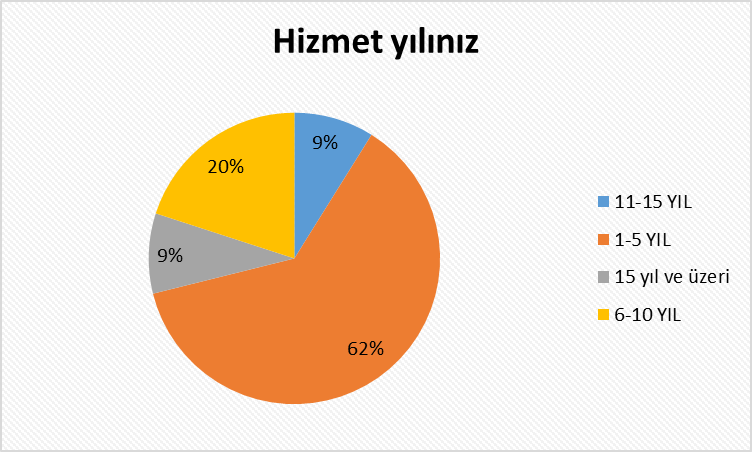 Hizmet yılınız
9%
20%
9%
62%
11-15 YIL
1-5 YIL
15 yıl ve üzeri
6-10 YIL